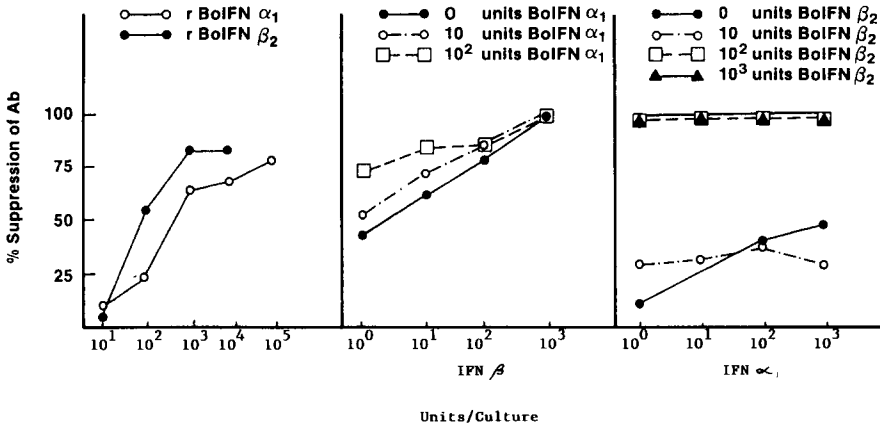 r BoIFN α₁
r BoIFN β₂
0 units BoIFN α₁
10 units BoIFN α₁
10² units BoIFN α₁
0 units BoIFN β₂
10 units BoIFN β₂
10² units BoIFN β₂
10³ units BoIFN β₂
% Suppression of Ab
100
75
50
25
10¹ 10² 10³ 10⁴ 10⁵
10⁰ 10¹ 10² 10³
10⁰ 10¹ 10² 10³
IFN β
IFN α₁
Units/Culture